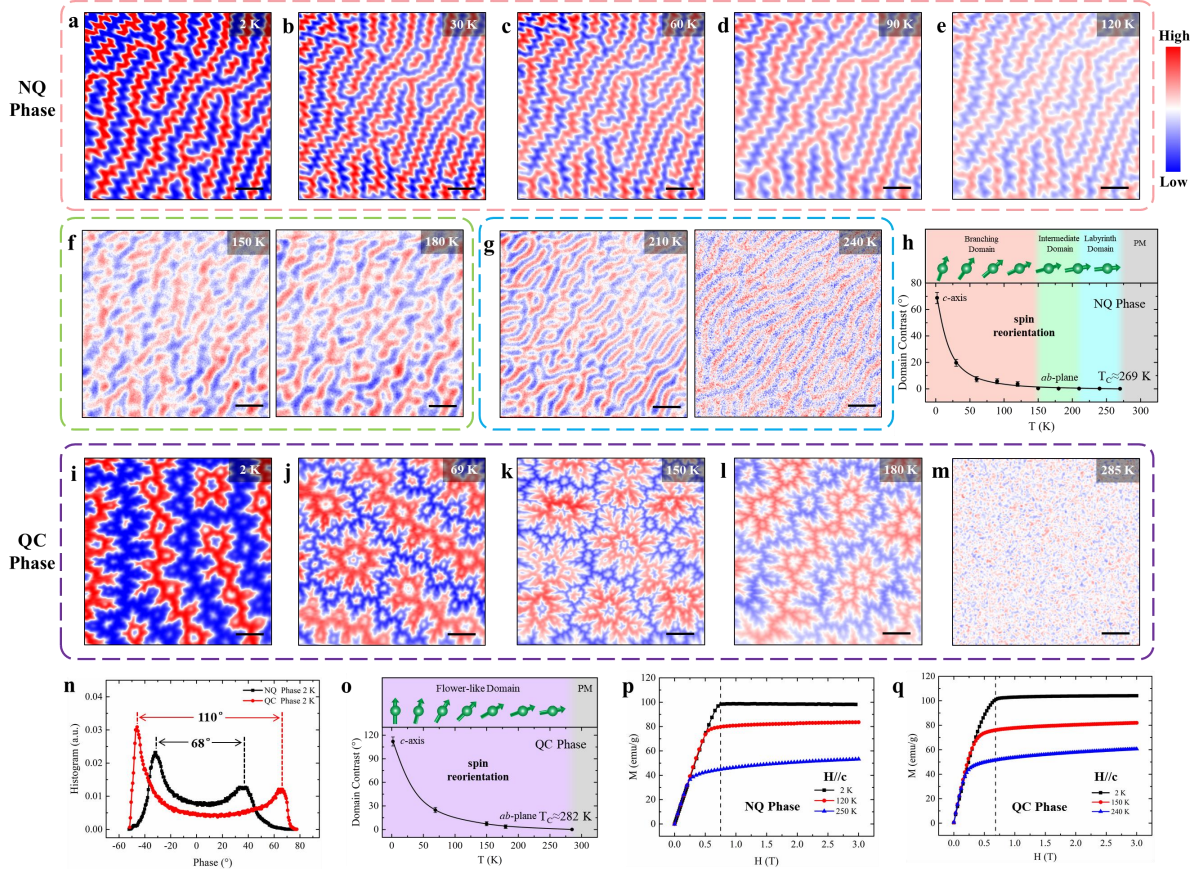 a
2 K
b
30 K
c
60 K
d
90 K
e
120 K
High
Low
NQ
Phase
f
150 K
180 K
g
210 K
240 K
h
Branching
Domain
Intermediate
Domain
Labyrinth
Domain
PM
80
60
40
20
0
Domain Contrast (°)
c-axis
NQ Phase
spin
reorientation
ab-plane
T_C≈269 K
0 50 100 150 200 250 300
T (K)
QC
Phase
i
2 K
j
69 K
k
150 K
l
180 K
m
285 K
n
NQ Phase 2 K
QC Phase 2 K
110°
68°
0.04
0.03
0.02
0.01
0.00
Histogram (a.u.)
-60 -40 -20 0 20 40 60 80 100
Phase (°)
o
Flower-like Domain
PM
120
90
60
30
0
Domain Contrast (°)
c-axis
QC Phase
spin
reorientation
ab-plane T_C≈282 K
0 50 100 150 200 250 300
T (K)
p
120
100
80
60
40
20
0
M (emu/g)
H//c
2 K
120 K
250 K
NQ Phase
0.0 0.5 1.0 1.5 2.0 2.5 3.0
H (T)
q
120
100
80
60
40
20
0
M (emu/g)
H//c
2 K
150 K
240 K
QC Phase
0.0 0.5 1.0 1.5 2.0 2.5 3.0
H (T)